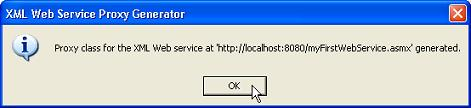 XML Web Service Proxy Generator
Proxy class for the XML Web service at 'http://localhost:8080/myFirstWebService.asmx' generated.
OK